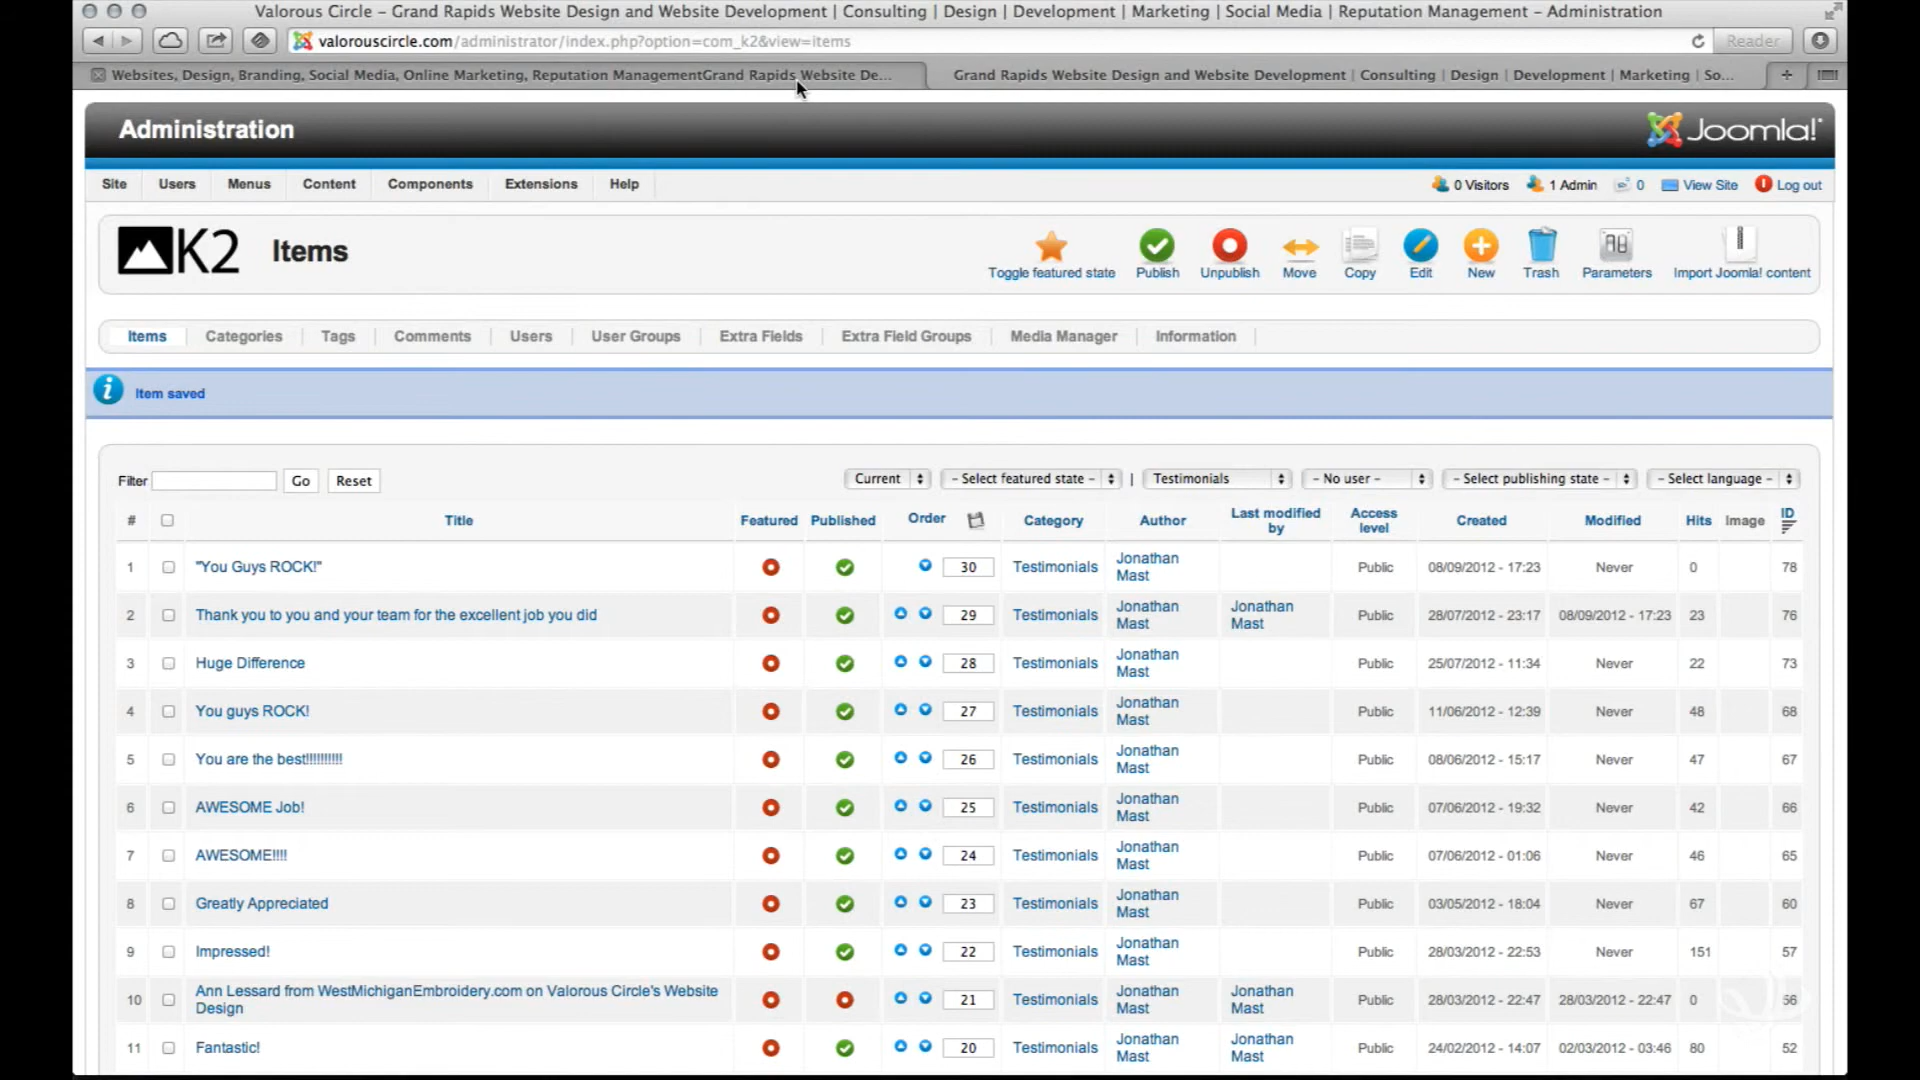 Valorous Circle – Grand Rapids Website Design and Website Development | Consulting | Design | Development | Marketing | Social Media | Reputation Management – Administration
valorouscircle.com/administrator/index.php?option=com_k2&view=items
Reader
Websites, Design, Branding, Social Media, Online Marketing, Reputation ManagementGrand Rapids Website De...
Grand Rapids Website Design and Website Development | Consulting | Design | Development | Marketing | So...
Administration
Joomla!
Site Users Menus Content Components Extensions Help
0 Visitors 1 Admin 0 View Site Log out
K2 Items
Toggle featured state Publish Unpublish Move Copy Edit New Trash Parameters Import Joomla! content
Items Categories Tags Comments Users User Groups Extra Fields Extra Field Groups Media Manager Information
Item saved
Filter Go Reset Current - Select featured state - | Testimonials - No user - - Select publishing state - - Select language -
# Title Featured Published Order Category Author Last modified by Access level Created Modified Hits Image ID
1 "You Guys ROCK!" 30 Testimonials Jonathan Mast Public 08/09/2012 - 17:23 Never 0 78
2 Thank you to you and your team for the excellent job you did 29 Testimonials Jonathan Mast Jonathan Mast Public 28/07/2012 - 23:17 08/09/2012 - 17:23 23 76
3 Huge Difference 28 Testimonials Jonathan Mast Public 25/07/2012 - 11:34 Never 22 73
4 You guys ROCK! 27 Testimonials Jonathan Mast Public 11/06/2012 - 12:39 Never 48 68
5 You are the best!!!!!!!!!! 26 Testimonials Jonathan Mast Public 08/06/2012 - 15:17 Never 47 67
6 AWESOME Job! 25 Testimonials Jonathan Mast Public 07/06/2012 - 19:32 Never 42 66
7 AWESOME!!!! 24 Testimonials Jonathan Mast Public 07/06/2012 - 01:06 Never 46 65
8 Greatly Appreciated 23 Testimonials Jonathan Mast Public 03/05/2012 - 18:04 Never 67 60
9 Impressed! 22 Testimonials Jonathan Mast Public 28/03/2012 - 22:53 Never 151 57
10 Ann Lessard from WestMichiganEmbroidery.com on Valorous Circle's Website Design 21 Testimonials Jonathan Mast Jonathan Mast Public 28/03/2012 - 22:47 28/03/2012 - 22:47 0 56
11 Fantastic! 20 Testimonials Jonathan Mast Jonathan Mast Public 24/02/2012 - 14:07 02/03/2012 - 03:46 80 52